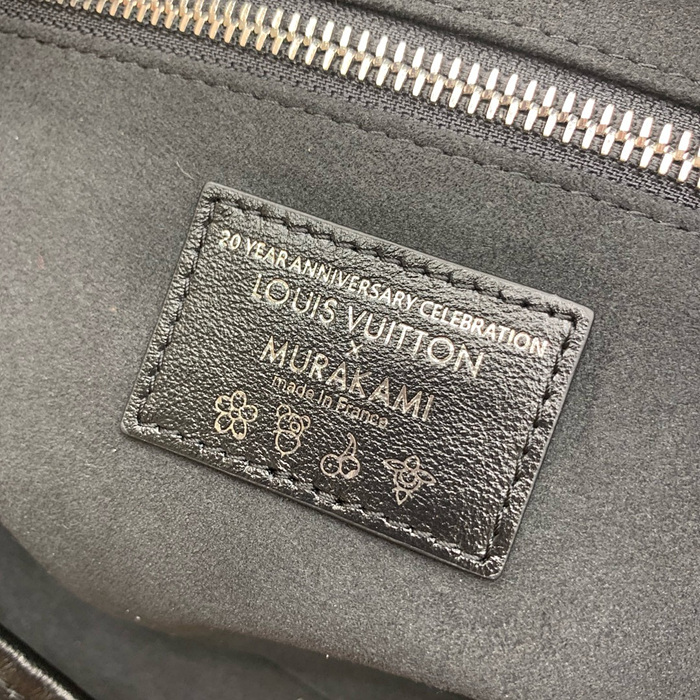 20 YEAR ANNIVERSARY CELEBRATION
LOUIS VUITTON
×
MURAKAMI
made in France